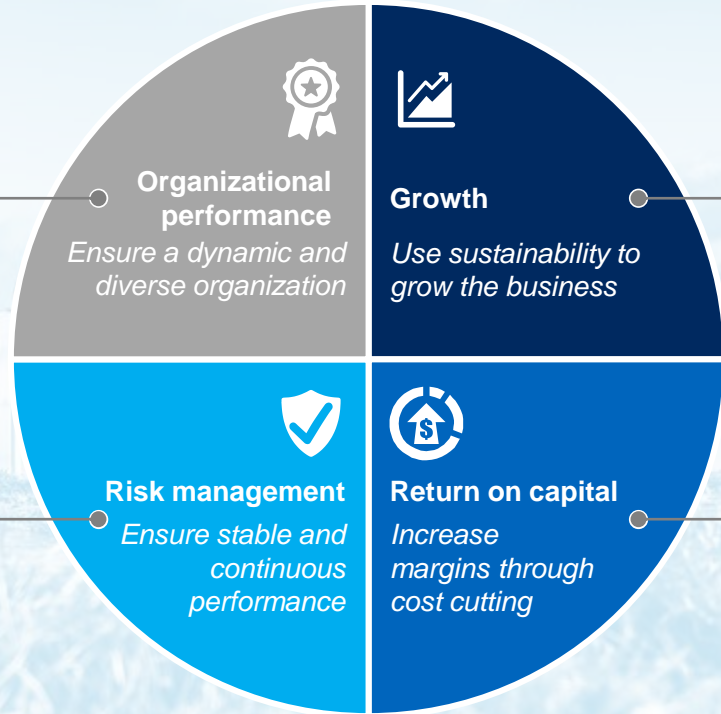 Organizational
performance
Ensure a dynamic and
diverse organization
Growth
Use sustainability to
grow the business
Risk management
Ensure stable and
continuous
performance
$
Return on capital
Increase
margins through
cost cutting